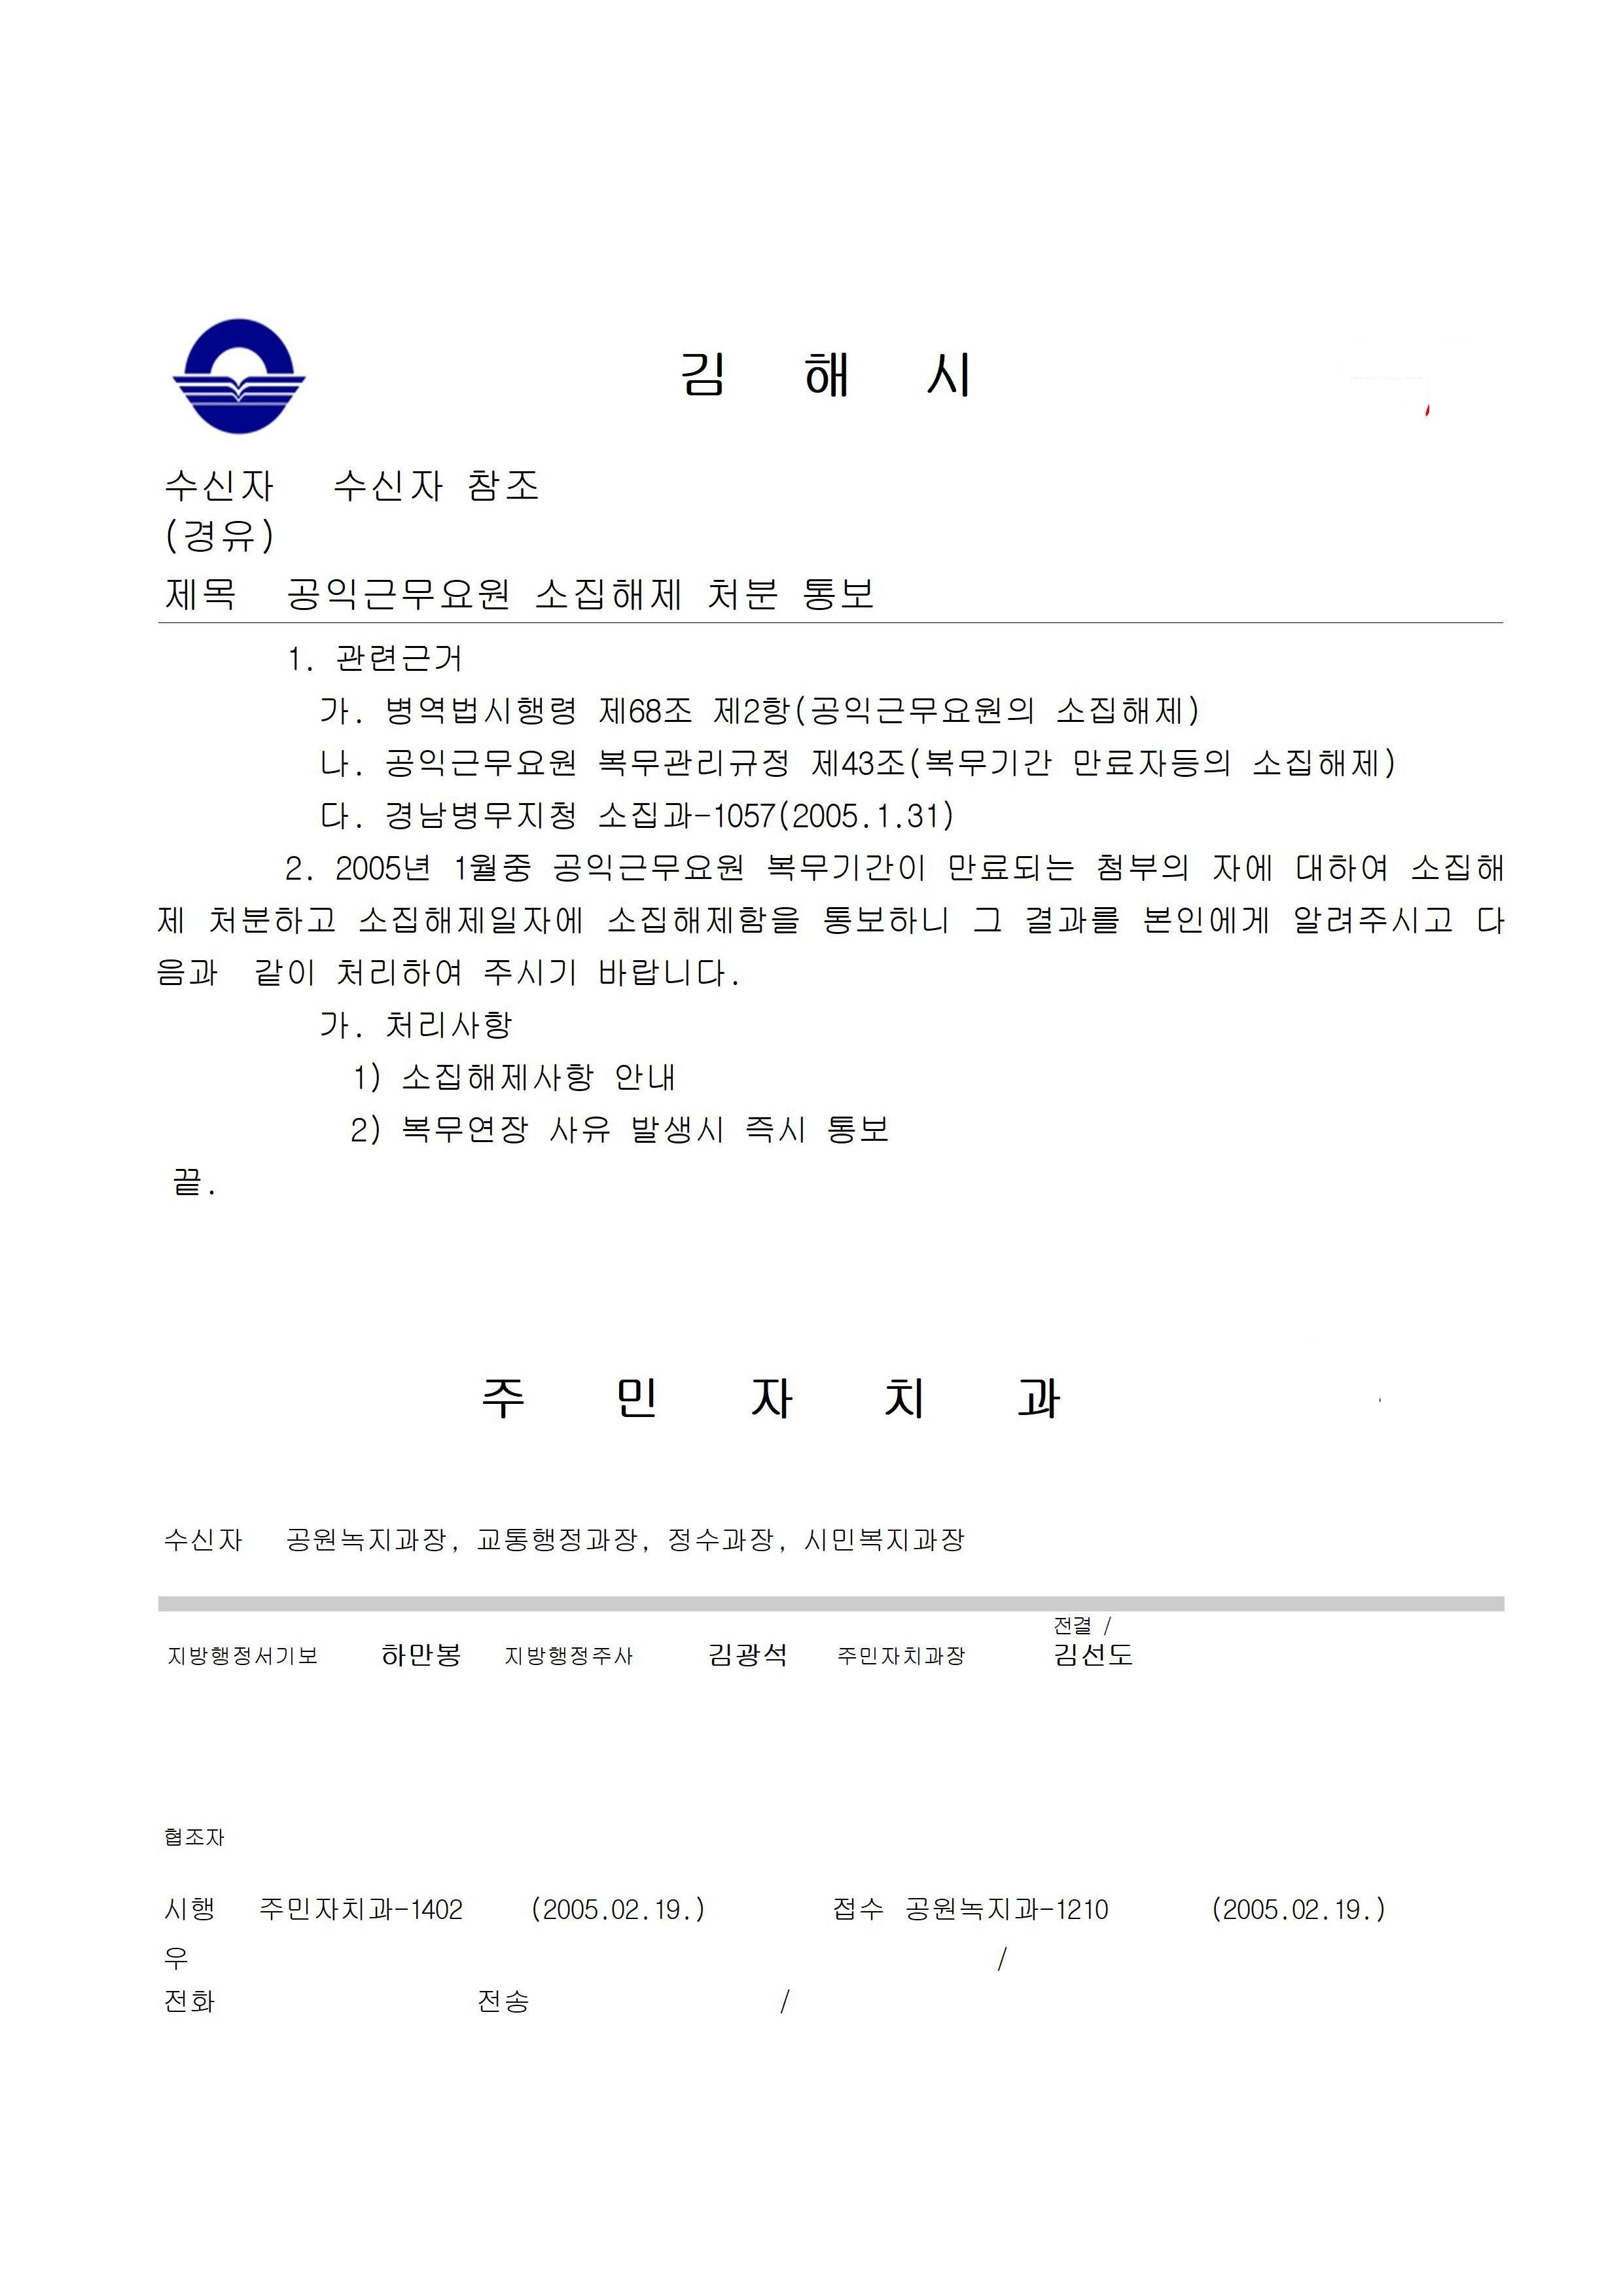 김 해 시
수신자 수신자 참조
(경유)
제목 공익근무요원 소집해제 처분 통보
1. 관련근거
가. 병역법시행령 제68조 제2항(공익근무요원의 소집해제)
나. 공익근무요원 복무관리규정 제43조(복무기간 만료자등의 소집해제)
다. 경남병무지청 소집과-1057(2005.1.31)
2. 2005년 1월중 공익근무요원 복무기간이 만료되는 첨부의 자에 대하여 소집해
제 처분하고 소집해제일자에 소집해제함을 통보하니 그 결과를 본인에게 알려주시고 다
음과 같이 처리하여 주시기 바랍니다.
가. 처리사항
1) 소집해제사항 안내
2) 복무연장 사유 발생시 즉시 통보
끝.
주 민 자 치 과
수신자 공원녹지과장, 교통행정과장, 정수과장, 시민복지과장
전결 /
지방행정서기보 하만봉 지방행정주사 김광석 주민자치과장 김선도
협조자
시행 주민자치과-1402 (2005.02.19.) 접수 공원녹지과-1210 (2005.02.19.)
우 /
전화 전송 /